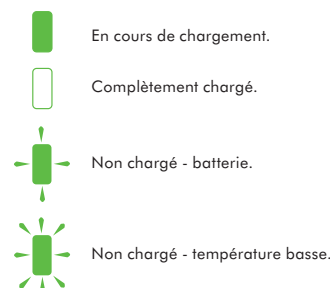 En cours de chargement.
Complètement chargé.
Non chargé - batterie.
Non chargé - température basse.